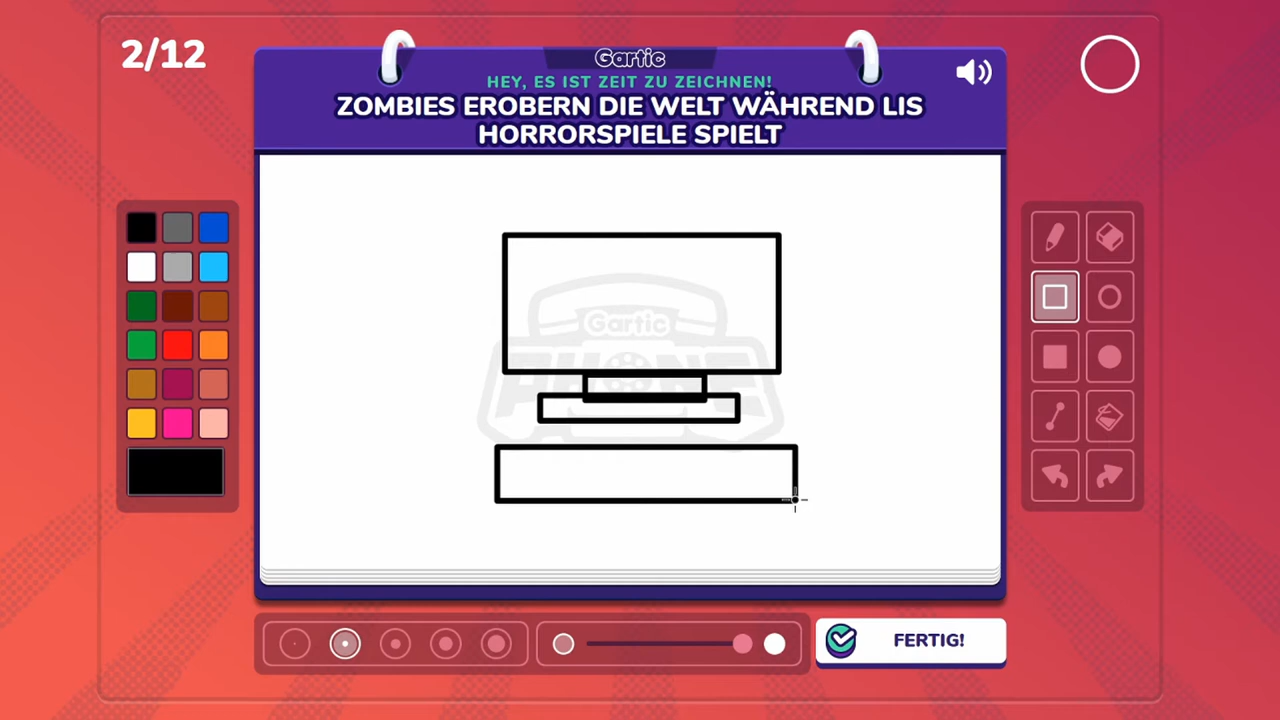 2/12
Gartic
HEY, ES IST ZEIT ZU ZEICHNEN!
ZOMBIES EROBERN DIE WELT WÄHREND LIS
HORRORSPIELE SPIELT
Gartic
PHONE
FERTIG!